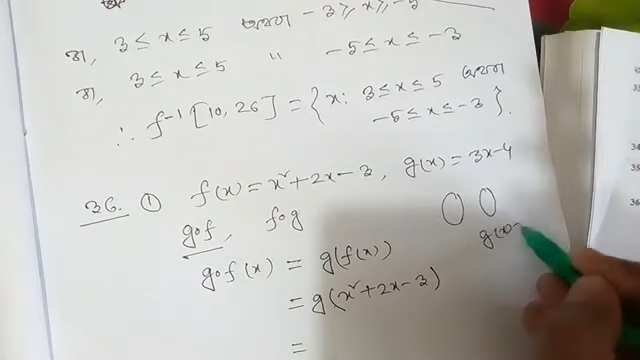 বা, 3 ≤ x ≤ 5 অথবা -3 ≥ x ≥ -5
বা, 3 ≤ x ≤ 5 " -5 ≤ x ≤ -3
∴ f⁻¹[10, 26] = {x: 3 ≤ x ≤ 5 অথবা
-5 ≤ x ≤ -3}.
36. ① f(x) = x² + 2x - 3, g(x) = 3x - 4
gof, fog
g(x)
gof(x) = g(f(x))
= g(x² + 2x - 3)
=